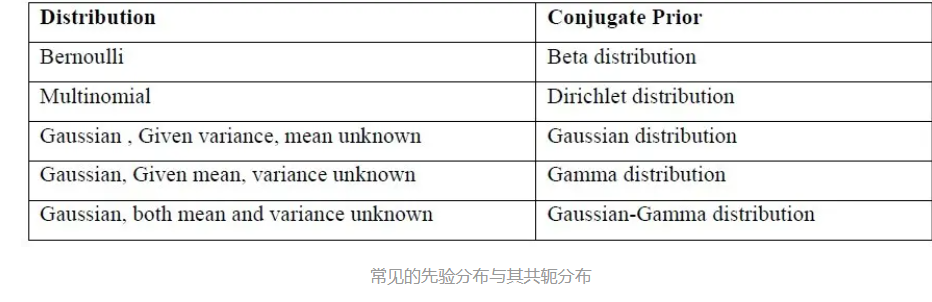 Distribution Conjugate Prior
Bernoulli Beta distribution
Multinomial Dirichlet distribution
Gaussian , Given variance, mean unknown Gaussian distribution
Gaussian, Given mean, variance unknown Gamma distribution
Gaussian, both mean and variance unknown Gaussian-Gamma distribution
常见的先验分布与其共轭分布